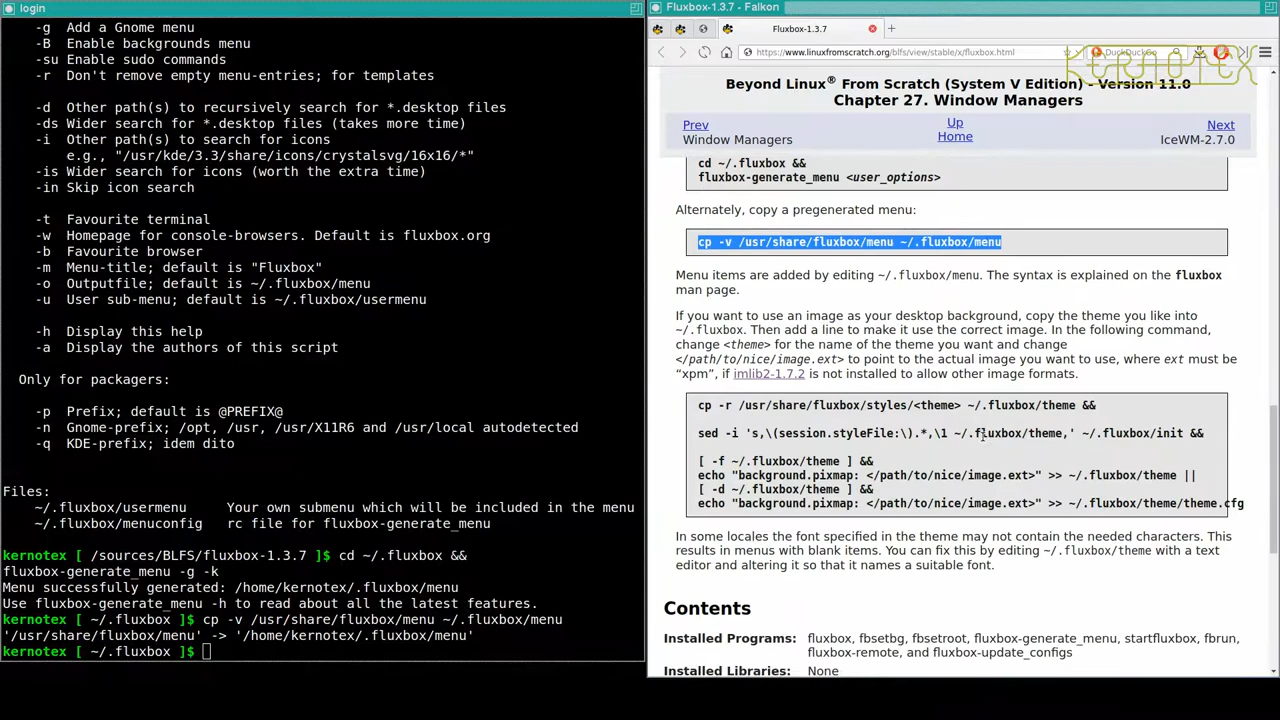 login
-g  Add a Gnome menu
-B  Enable backgrounds menu
-su Enable sudo commands
-r  Don't remove empty menu-entries; for templates
-d  Other path(s) to recursively search for *.desktop files
-ds Wider search for *.desktop files (takes more time)
-i  Other path(s) to search for icons
e.g., "/usr/kde/3.3/share/icons/crystalsvg/16x16/*"
-is Wider search for icons (worth the extra time)
-in Skip icon search
-t  Favourite terminal
-w  Homepage for console-browsers. Default is fluxbox.org
-b  Favourite browser
-m  Menu-title; default is "Fluxbox"
-o  Outputfile; default is ~/.fluxbox/menu
-u  User sub-menu; default is ~/.fluxbox/usermenu
-h  Display this help
-a  Display the authors of this script
Only for packagers:
-p  Prefix; default is @PREFIX@
-n  Gnome-prefix; /opt, /usr, /usr/X11R6 and /usr/local autodetected
-q  KDE-prefix; idem dito
Files:
~/.fluxbox/usermenu     Your own submenu which will be included in the menu
~/.fluxbox/menuconfig   rc file for fluxbox-generate_menu
kernotex [ /sources/BLFS/fluxbox-1.3.7 ]$ cd ~/.fluxbox &&
fluxbox-generate_menu -g -k
Menu successfully generated: /home/kernotex/.fluxbox/menu
Use fluxbox-generate_menu -h to read about all the latest features.
kernotex [ ~/.fluxbox ]$ cp -v /usr/share/fluxbox/menu ~/.fluxbox/menu
'/usr/share/fluxbox/menu' -> '/home/kernotex/.fluxbox/menu'
kernotex [ ~/.fluxbox ]$
Fluxbox-1.3.7 - Falkon
Fluxbox-1.3.7
https://www.linuxfromscratch.org/blfs/view/stable/x/fluxbox.html
DuckDuckGo
KERNOTEX
Beyond Linux® From Scratch (System V Edition) - Version 11.0
Chapter 27. Window Managers
Prev Up Next
Window Managers Home IceWM-2.7.0
cd ~/.fluxbox &&
fluxbox-generate_menu <user_options>
Alternately, copy a pregenerated menu:
cp -v /usr/share/fluxbox/menu ~/.fluxbox/menu
Menu items are added by editing ~/.fluxbox/menu. The syntax is explained on the fluxbox
man page.
If you want to use an image as your desktop background, copy the theme you like into
~/.fluxbox. Then add a line to make it use the correct image. In the following command,
change <theme> for the name of the theme you want and change
</path/to/nice/image.ext> to point to the actual image you want to use, where ext must be
“xpm”, if imlib2-1.7.2 is not installed to allow other image formats.
cp -r /usr/share/fluxbox/styles/<theme> ~/.fluxbox/theme &&
sed -i 's,\(session.styleFile:\).*,\1 ~/.fluxbox/theme,' ~/.fluxbox/init &&
[ -f ~/.fluxbox/theme ] &&
echo "background.pixmap: </path/to/nice/image.ext>" >> ~/.fluxbox/theme ||
[ -d ~/.fluxbox/theme ] &&
echo "background.pixmap: </path/to/nice/image.ext>" >> ~/.fluxbox/theme/theme.cfg
In some locales the font specified in the theme may not contain the needed characters. This
results in menus with blank items. You can fix this by editing ~/.fluxbox/theme with a text
editor and altering it so that it names a suitable font.
Contents
Installed Programs: fluxbox, fbsetbg, fbsetroot, fluxbox-generate_menu, startfluxbox, fbrun,
fluxbox-remote, and fluxbox-update_configs
Installed Libraries: None